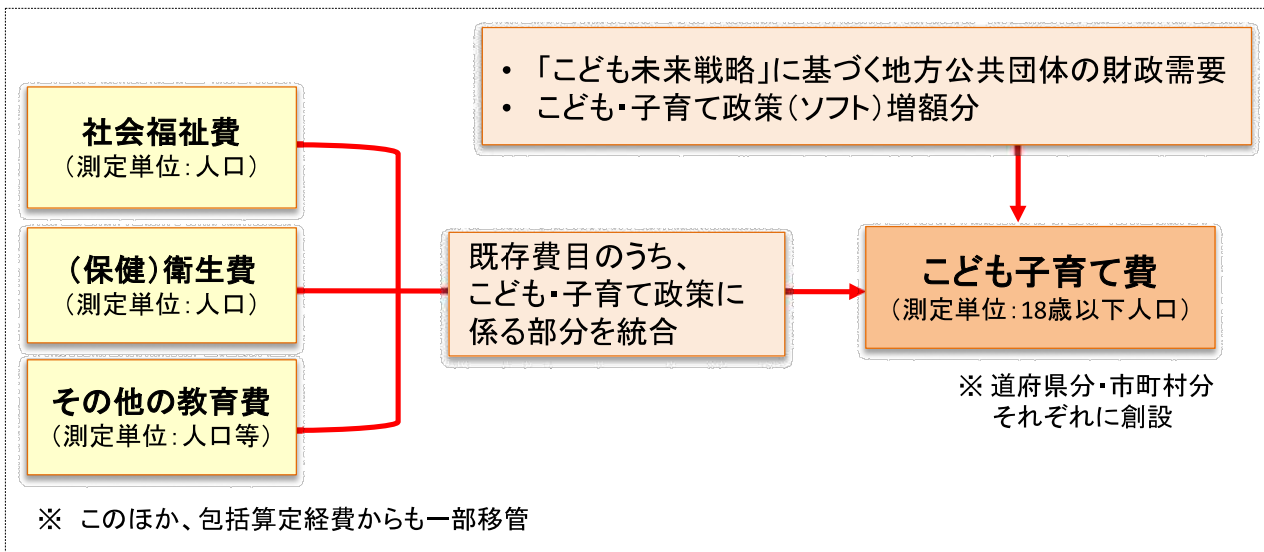 ・ 「こども未来戦略」に基づく地方公共団体の財政需要
・ こども・子育て政策（ソフト）増額分
社会福祉費
（測定単位：人口）
（保健）衛生費
（測定単位：人口）
その他の教育費
（測定単位：人口等）
既存費目のうち、
こども・子育て政策に
係る部分を統合
こども子育て費
（測定単位：18歳以下人口）
※ 道府県分・市町村分
それぞれに創設
※ このほか、包括算定経費からも一部移管